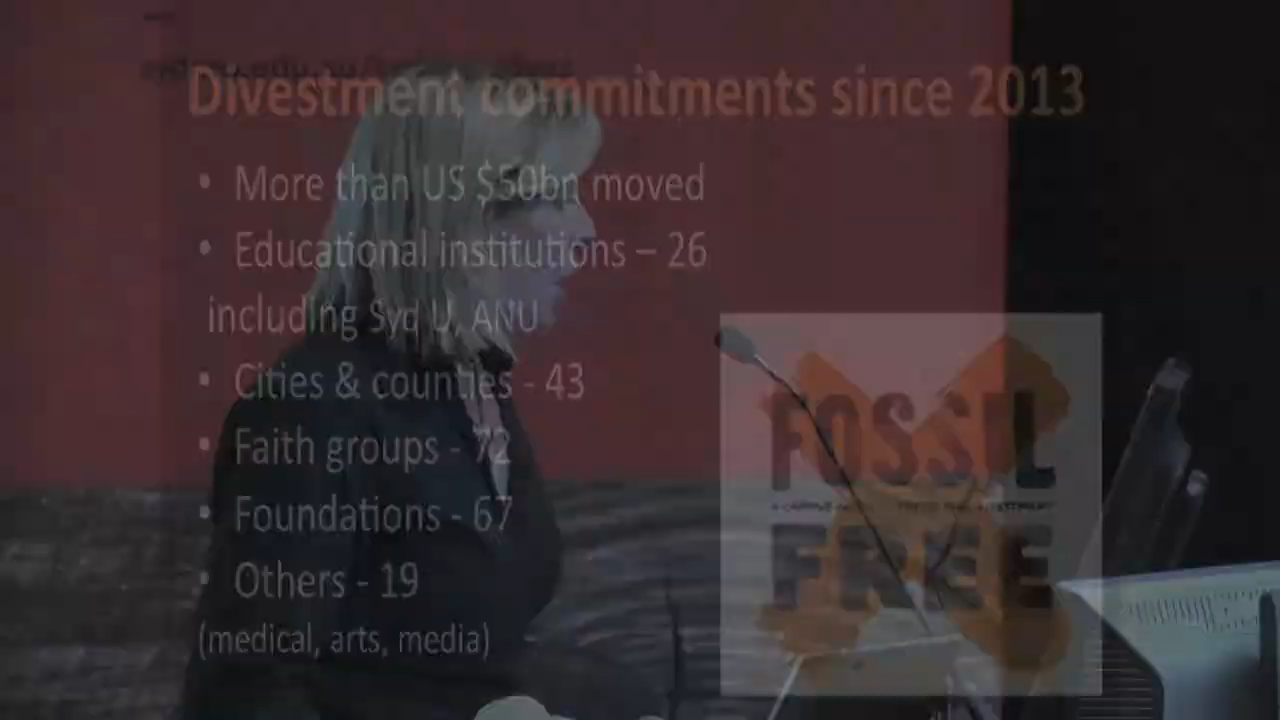 Divestment commitments since 2013
• More than US $50bn moved
• Educational institutions – 26
including Syd U, ANU
• Cities & counties - 43
• Faith groups - 72
• Foundations - 67
• Others - 19
(medical, arts, media)
FOSSIL
FREE